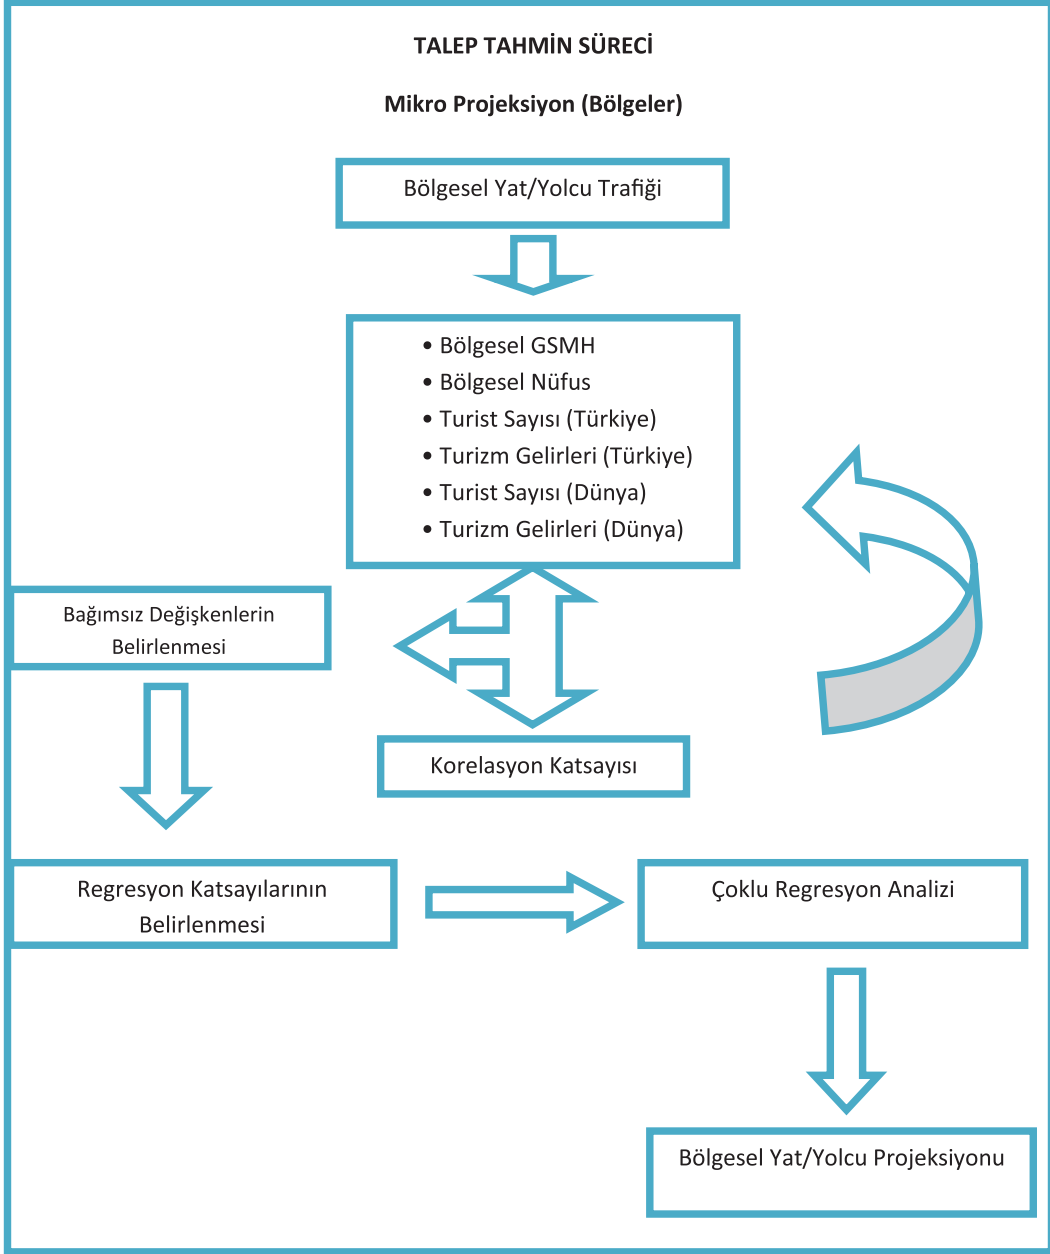 TALEP TAHMİN SÜRECİ
Mikro Projeksiyon (Bölgeler)
Bölgesel Yat/Yolcu Trafiği
• Bölgesel GSMH
• Bölgesel Nüfus
• Turist Sayısı (Türkiye)
• Turizm Gelirleri (Türkiye)
• Turist Sayısı (Dünya)
• Turizm Gelirleri (Dünya)
Bağımsız Değişkenlerin
Belirlenmesi
Korelasyon Katsayısı
Regresyon Katsayılarının
Belirlenmesi
Çoklu Regresyon Analizi
Bölgesel Yat/Yolcu Projeksiyonu